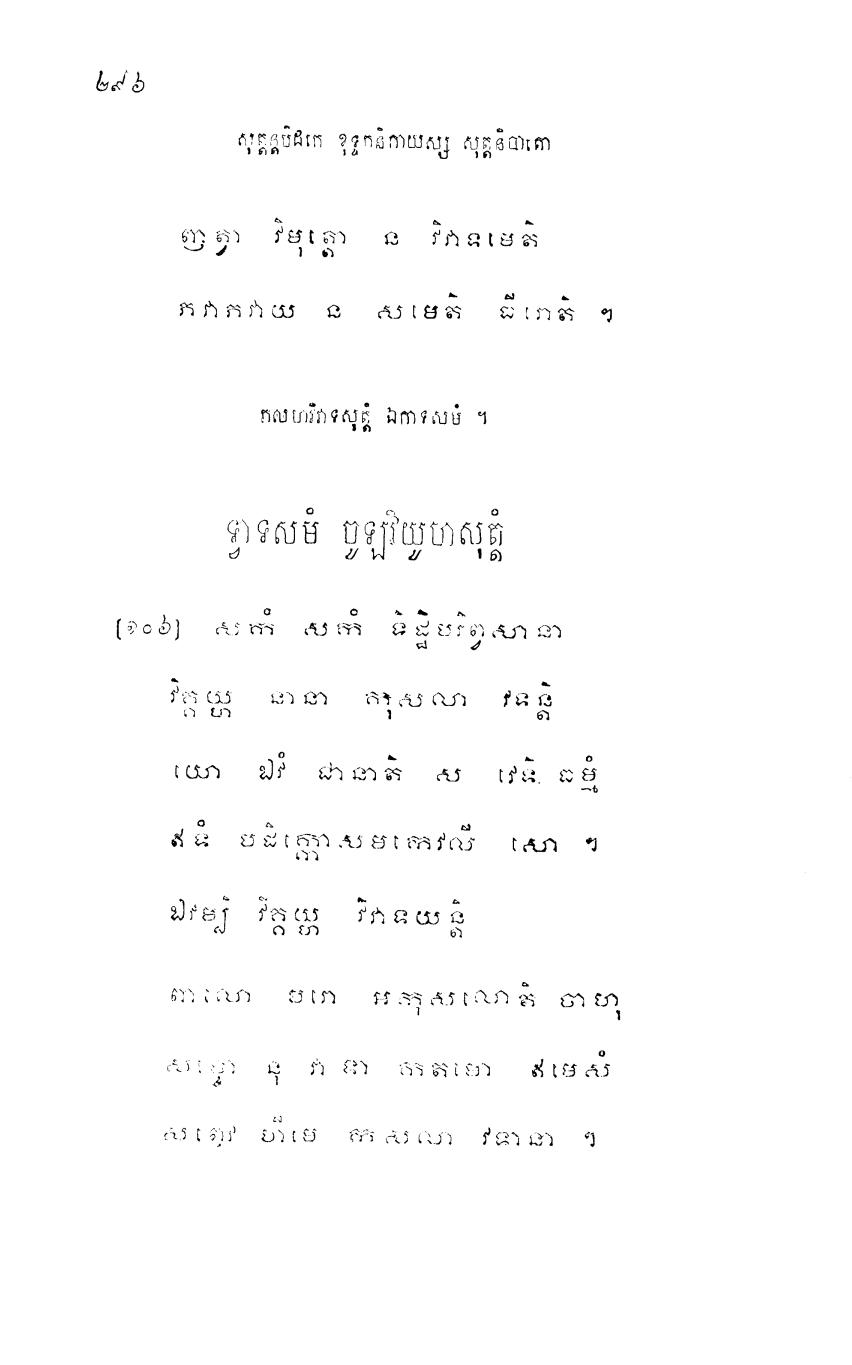 ២៩៦
សុត្តន្តបិដកេ ខុទ្ទកនិកាយស្ស សុត្តនិបាតោ
ញត្វា វិមុត្តោ ន វិវាទមេតិ
ភវាភវាយ ន សមេតិ ធីរោតិ ។
កលហវិវាទសុត្តំ ឯកាទសមំ ។
ទ្វាទសមំ ចូឡវិយូហសុត្តំ
[១០៦] សកំ សកំ ទិដ្ឋិបរិព្វសានា
វិគ្គយ្ហ នានា កុសលា វទន្តិ
យោ ឯវំ ជានាតិ ស វេទិ ធម្មំ
ឥទំ បដិក្កោសមកេវលី សោ ។
ឯវម្បិ វិគ្គយ្ហ វិវាទយន្តិ
ពាលោ បរោ អកុសលោតិ ចាហុ
សច្ចោ នុ វាទោ កតមោ ឥមេសំ
សព្វេវ ហីមេ កុសលា វទានា ។